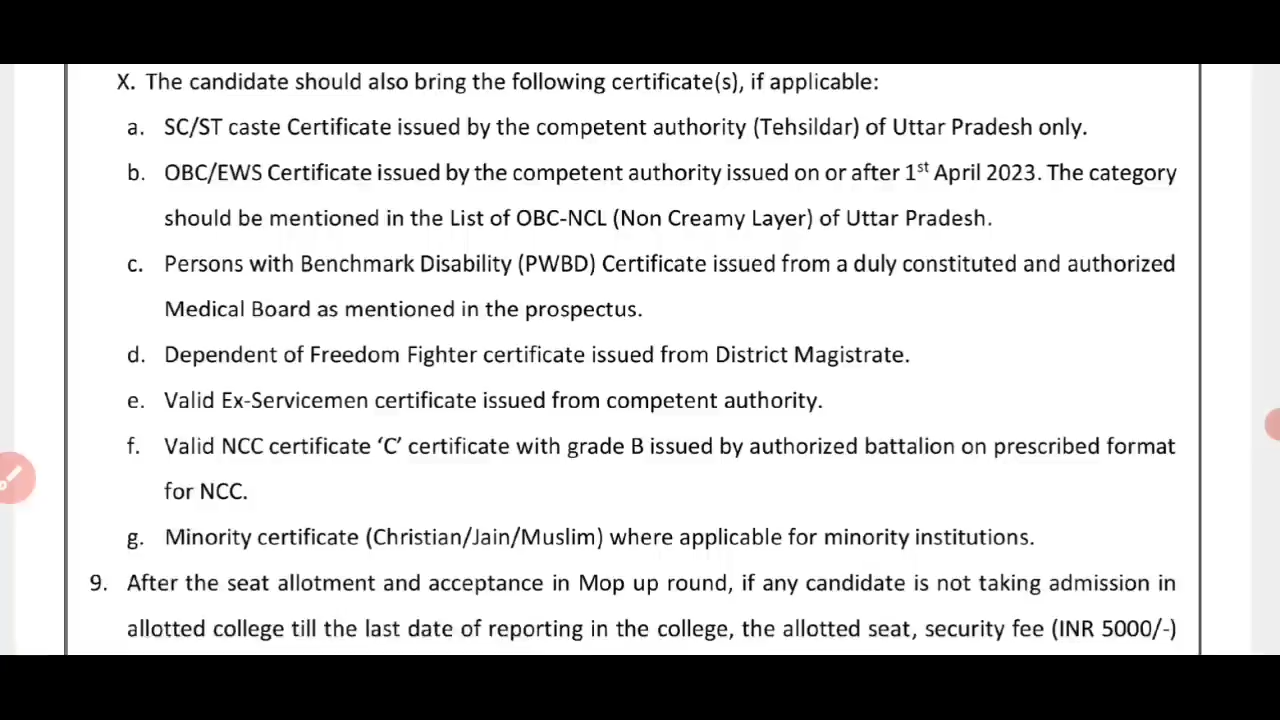 X. The candidate should also bring the following certificate(s), if applicable:
a. SC/ST caste Certificate issued by the competent authority (Tehsildar) of Uttar Pradesh only.
b. OBC/EWS Certificate issued by the competent authority issued on or after 1st April 2023. The category
should be mentioned in the List of OBC-NCL (Non Creamy Layer) of Uttar Pradesh.
c. Persons with Benchmark Disability (PWBD) Certificate issued from a duly constituted and authorized
Medical Board as mentioned in the prospectus.
d. Dependent of Freedom Fighter certificate issued from District Magistrate.
e. Valid Ex-Servicemen certificate issued from competent authority.
f. Valid NCC certificate ‘C’ certificate with grade B issued by authorized battalion on prescribed format
for NCC.
g. Minority certificate (Christian/Jain/Muslim) where applicable for minority institutions.
9. After the seat allotment and acceptance in Mop up round, if any candidate is not taking admission in
allotted college till the last date of reporting in the college, the allotted seat, security fee (INR 5000/-)